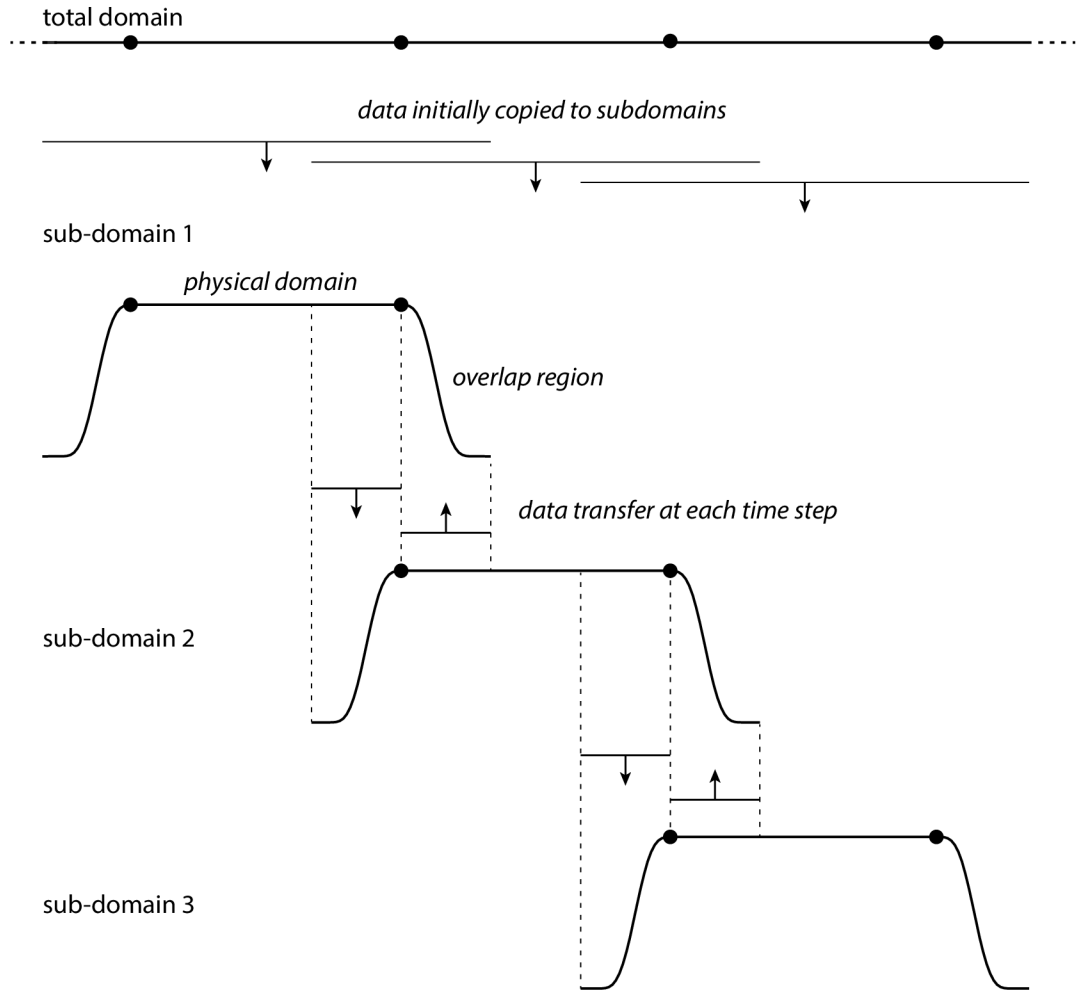 total domain
data initially copied to subdomains
sub-domain 1
physical domain
overlap region
data transfer at each time step
sub-domain 2
sub-domain 3